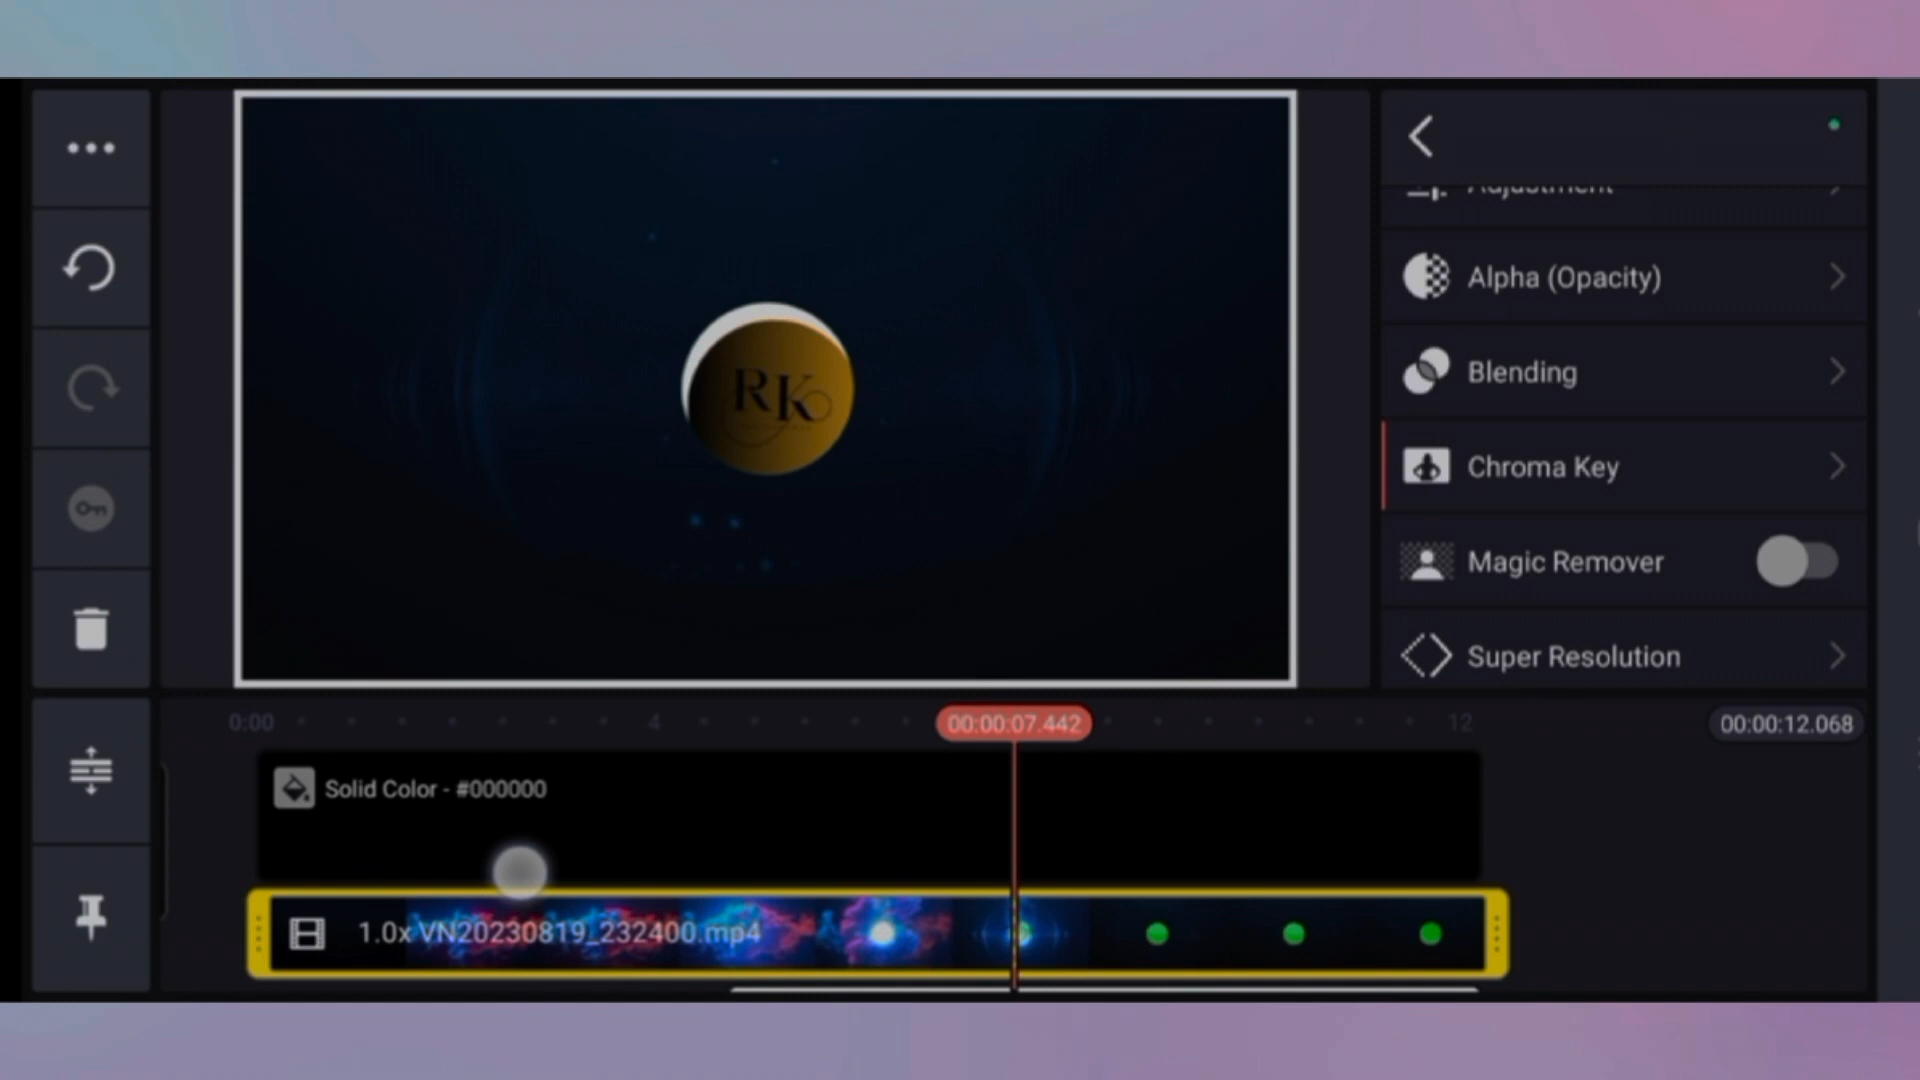 Adjustment
Alpha (Opacity)
RK
Blending
Chroma Key
Magic Remover
Super Resolution
0:00
4
00:00:07.442
12
00:00:12.068
Solid Color - #000000
1.0x VN20230819_232400.mp4